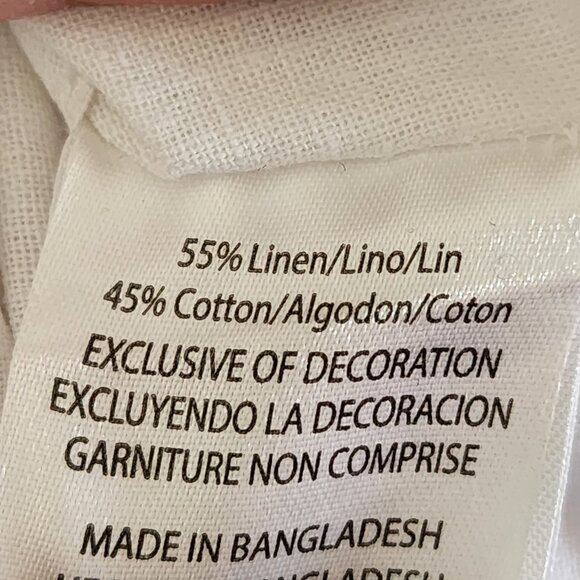 55% Linen/Lino/Lin
45% Cotton/Algodon/Coton
EXCLUSIVE OF DECORATION
EXCLUYENDO LA DECORACION
GARNITURE NON COMPRISE
MADE IN BANGLADESH
BANGLADESH